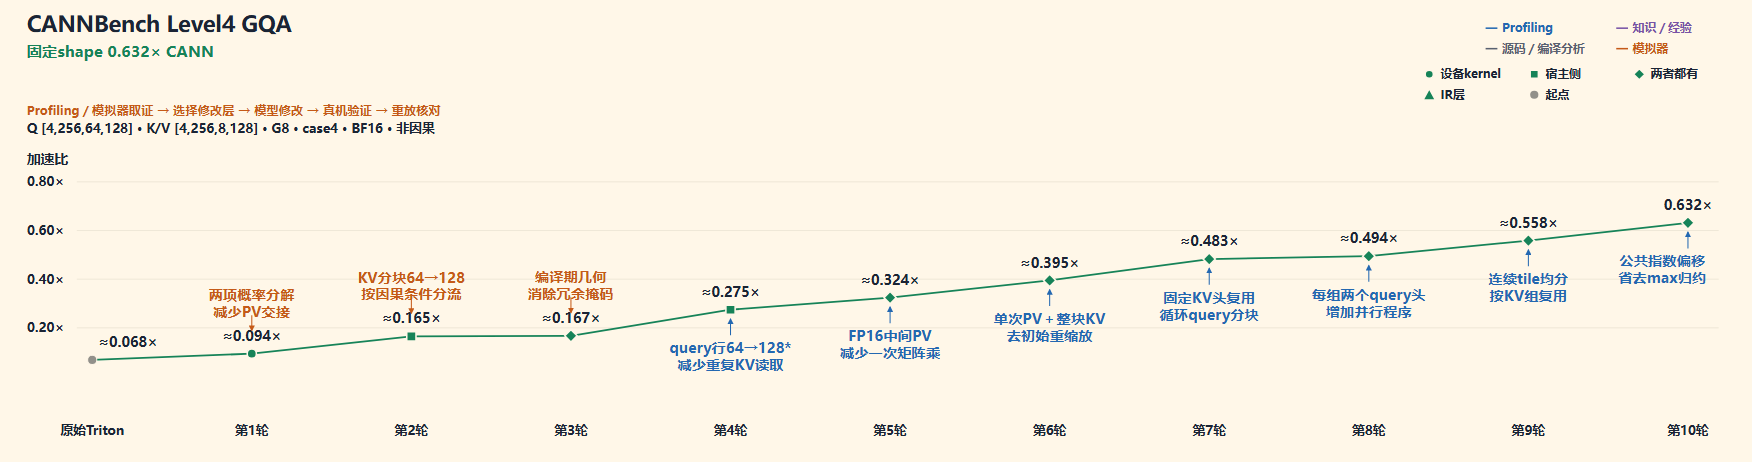 CANNBench Level4 GQA
固定shape 0.632× CANN
— Profiling
— 知识 / 经验
— 源码 / 编译分析
— 模拟器
设备kernel
宿主侧
两者都有
IR层
起点
Profiling / 模拟器取证 → 选择修改层 → 模型修改 → 真机验证 → 重放核对
Q [4,256,64,128] • K/V [4,256,8,128] • G8 • case4 • BF16 • 非因果
加速比
0.80×
0.60×
0.40×
0.20×
≈0.068×
两项概率分解
减少PV交接
≈0.094×
KV分块64→128
按因果条件分流
≈0.165×
编译期几何
消除冗余掩码
≈0.167×
≈0.275×
query行64→128*
减少重复KV读取
≈0.324×
FP16中间PV
减少一次矩阵乘
≈0.395×
单次PV + 整块KV
去初始重缩放
≈0.483×
固定KV头复用
循环query分块
≈0.494×
每组两个query头
增加并行程序
≈0.558×
连续tile均分
按KV组复用
0.632×
公共指数偏移
省去max归约
原始Triton
第1轮
第2轮
第3轮
第4轮
第5轮
第6轮
第7轮
第8轮
第9轮
第10轮